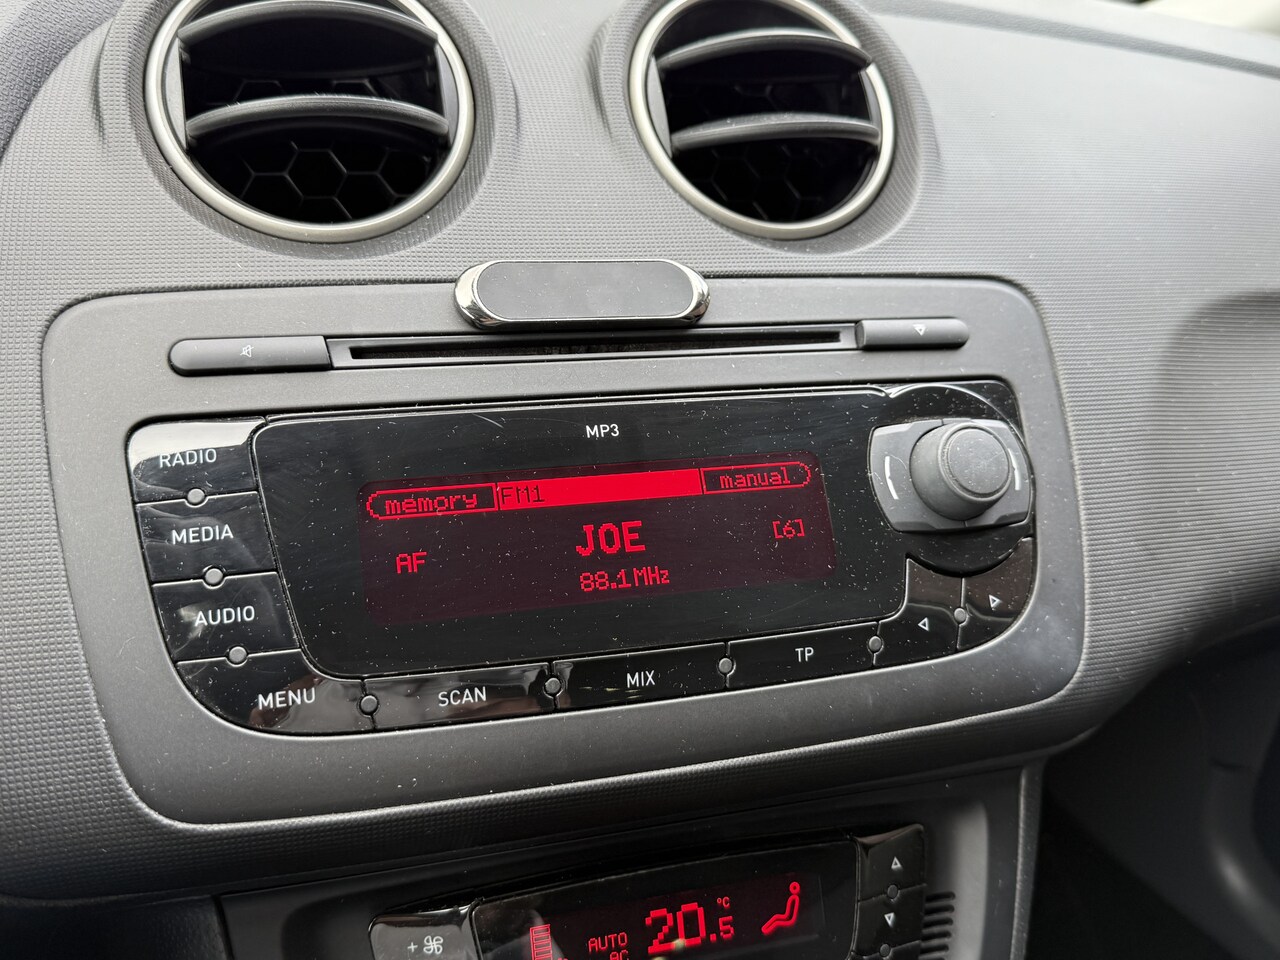 MP3
RADIO
MEDIA
AUDIO
MENU
SCAN
MIX
TP
memory FM1 manual
JOE [6]
AF
88.1MHz
AUTO 20.5 °C
AC
+